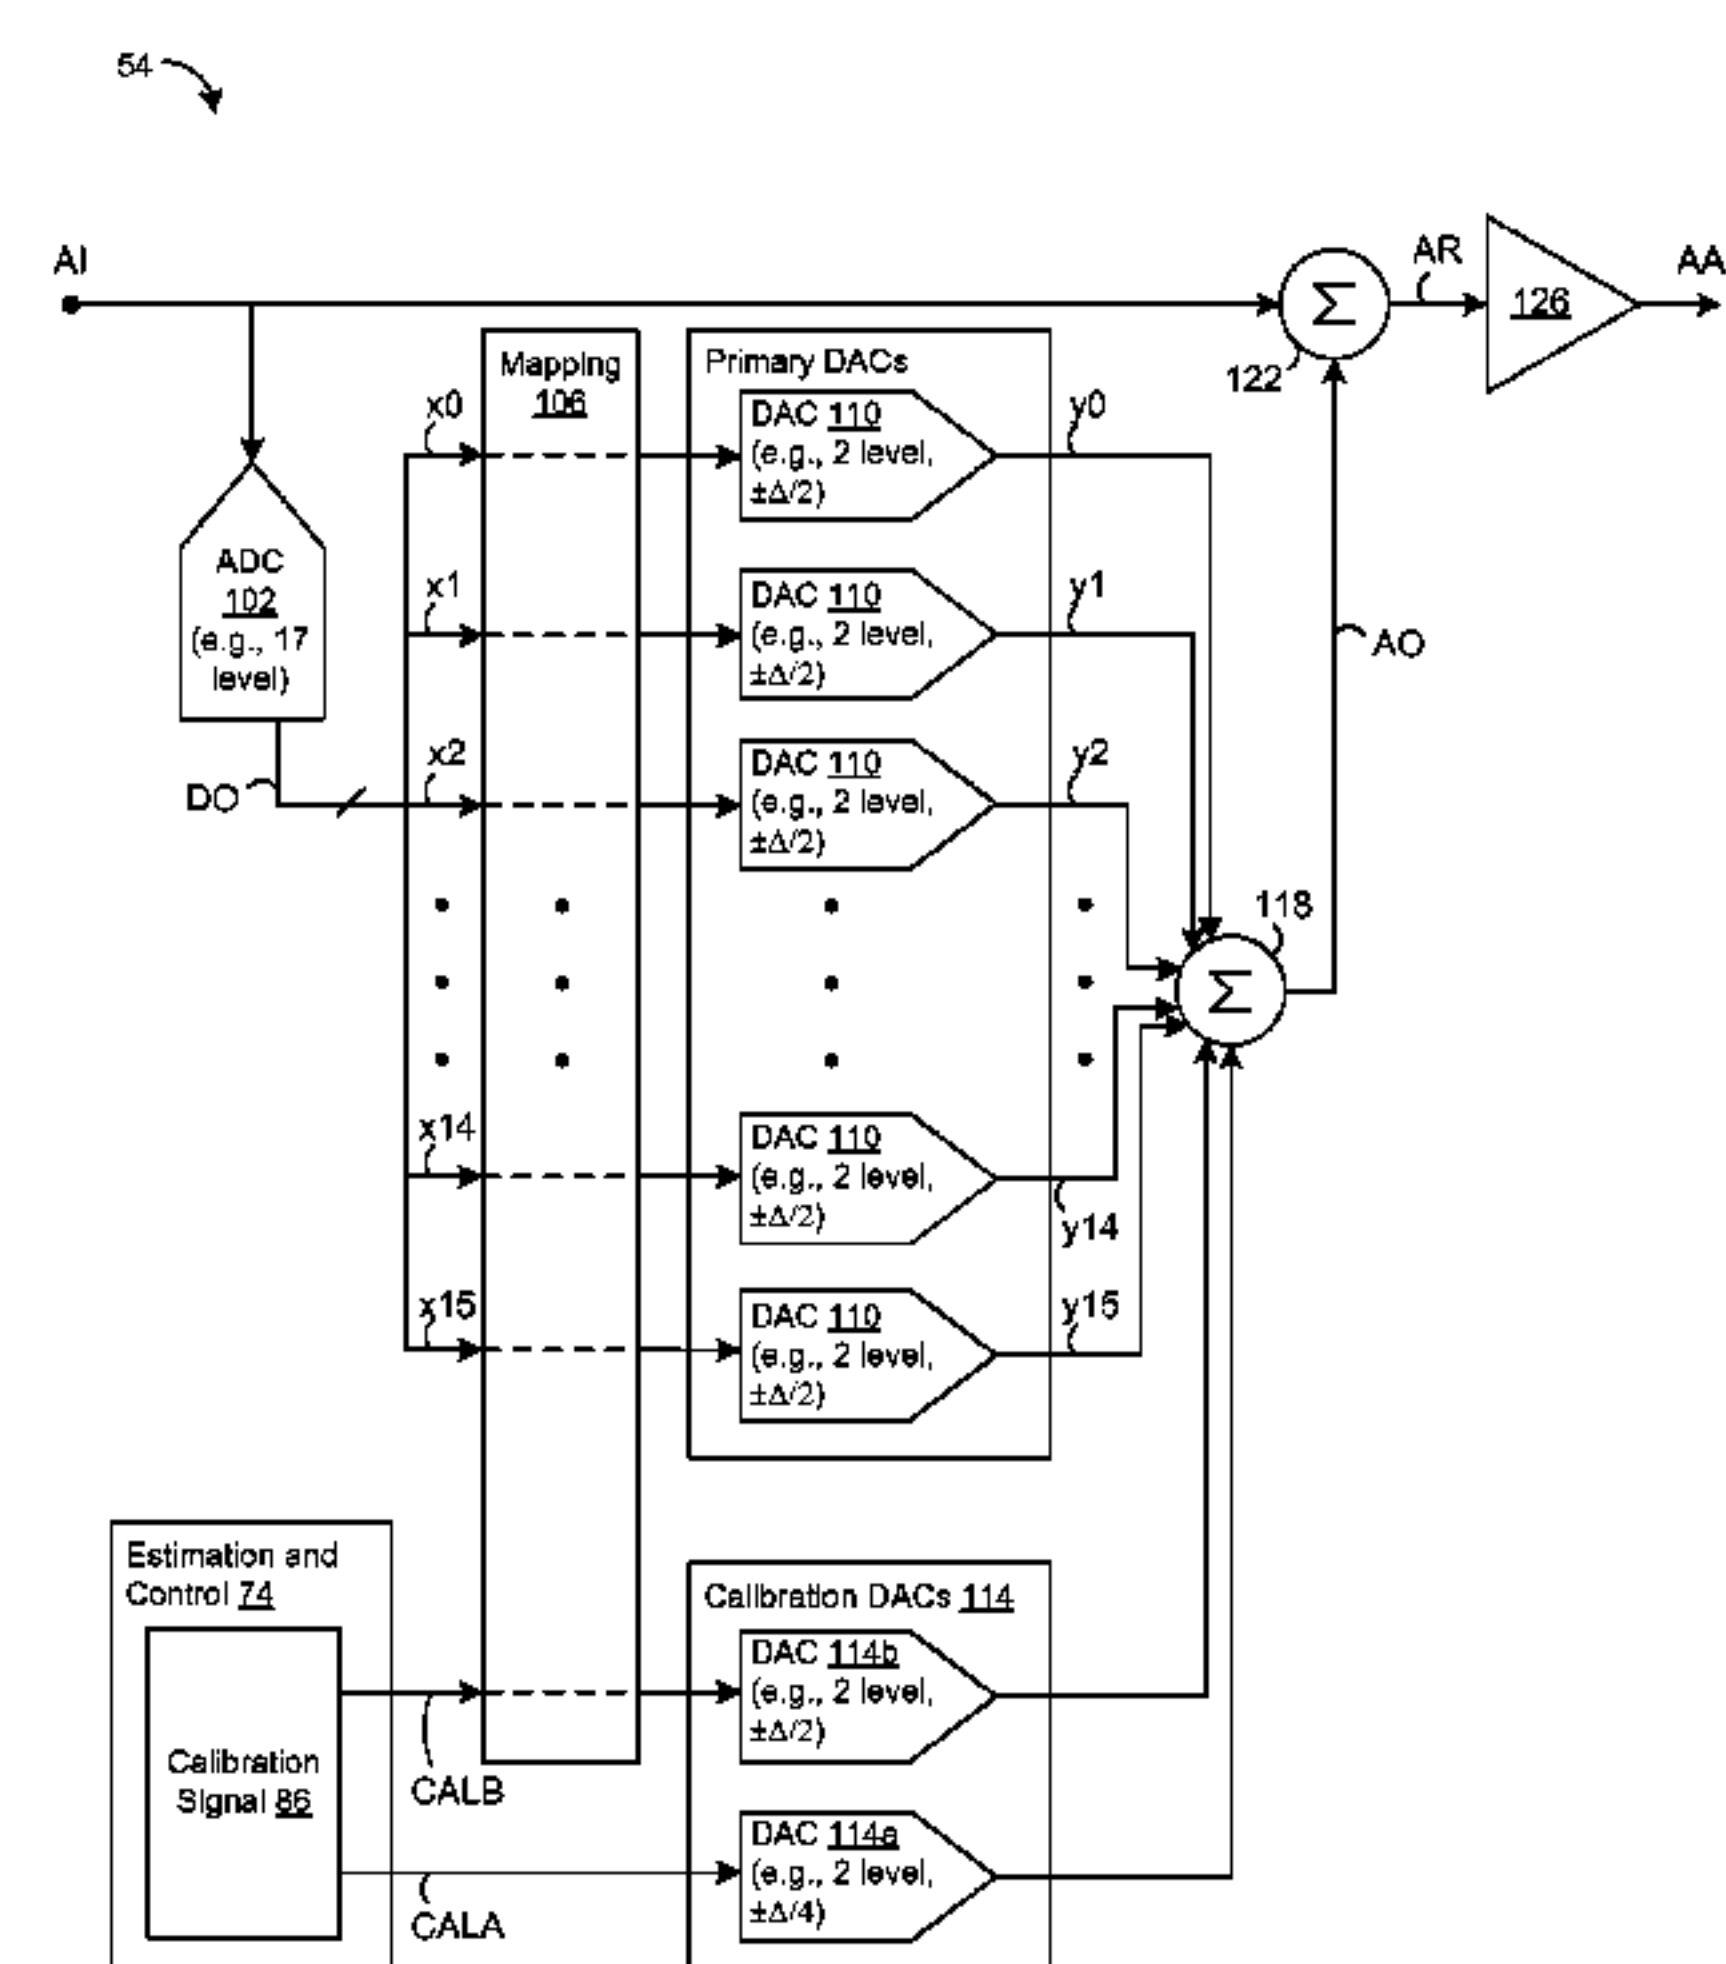 54
AI
AR
AA
Σ
126
122
Mapping
106
Primary DACs
x0
DAC 110
(e.g., 2 level,
±Δ/2)
y0
ADC
102
(e.g., 17
level)
x1
DAC 110
(e.g., 2 level,
±Δ/2)
y1
AO
x2
DAC 110
(e.g., 2 level,
±Δ/2)
y2
DO
118
Σ
x14
DAC 110
(e.g., 2 level,
±Δ/2)
y14
x15
DAC 110
(e.g., 2 level,
±Δ/2)
y15
Estimation and
Control 74
Calibration DACs 114
DAC 114b
(e.g., 2 level,
±Δ/2)
Calibration
Signal 86
CALB
DAC 114a
(e.g., 2 level,
±Δ/4)
CALA